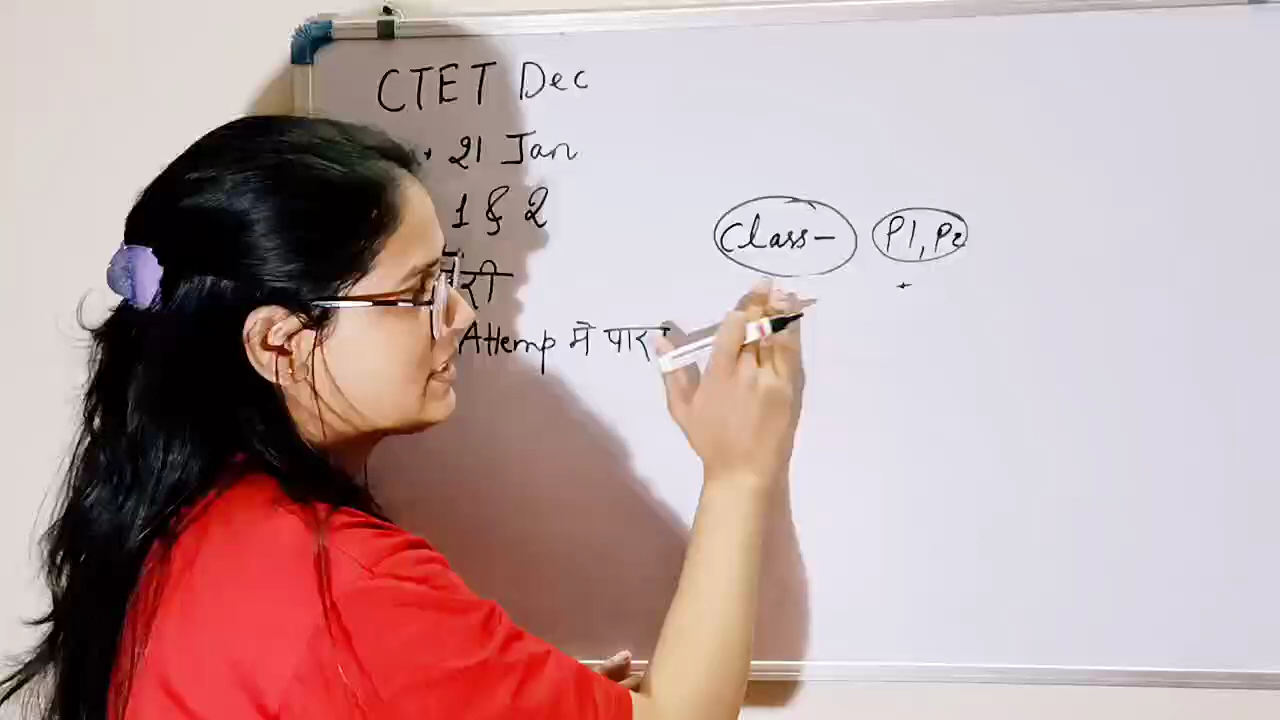 CTET Dec
21 Jan
1 & 2
Class- P1, P2
री
Attemp में पार